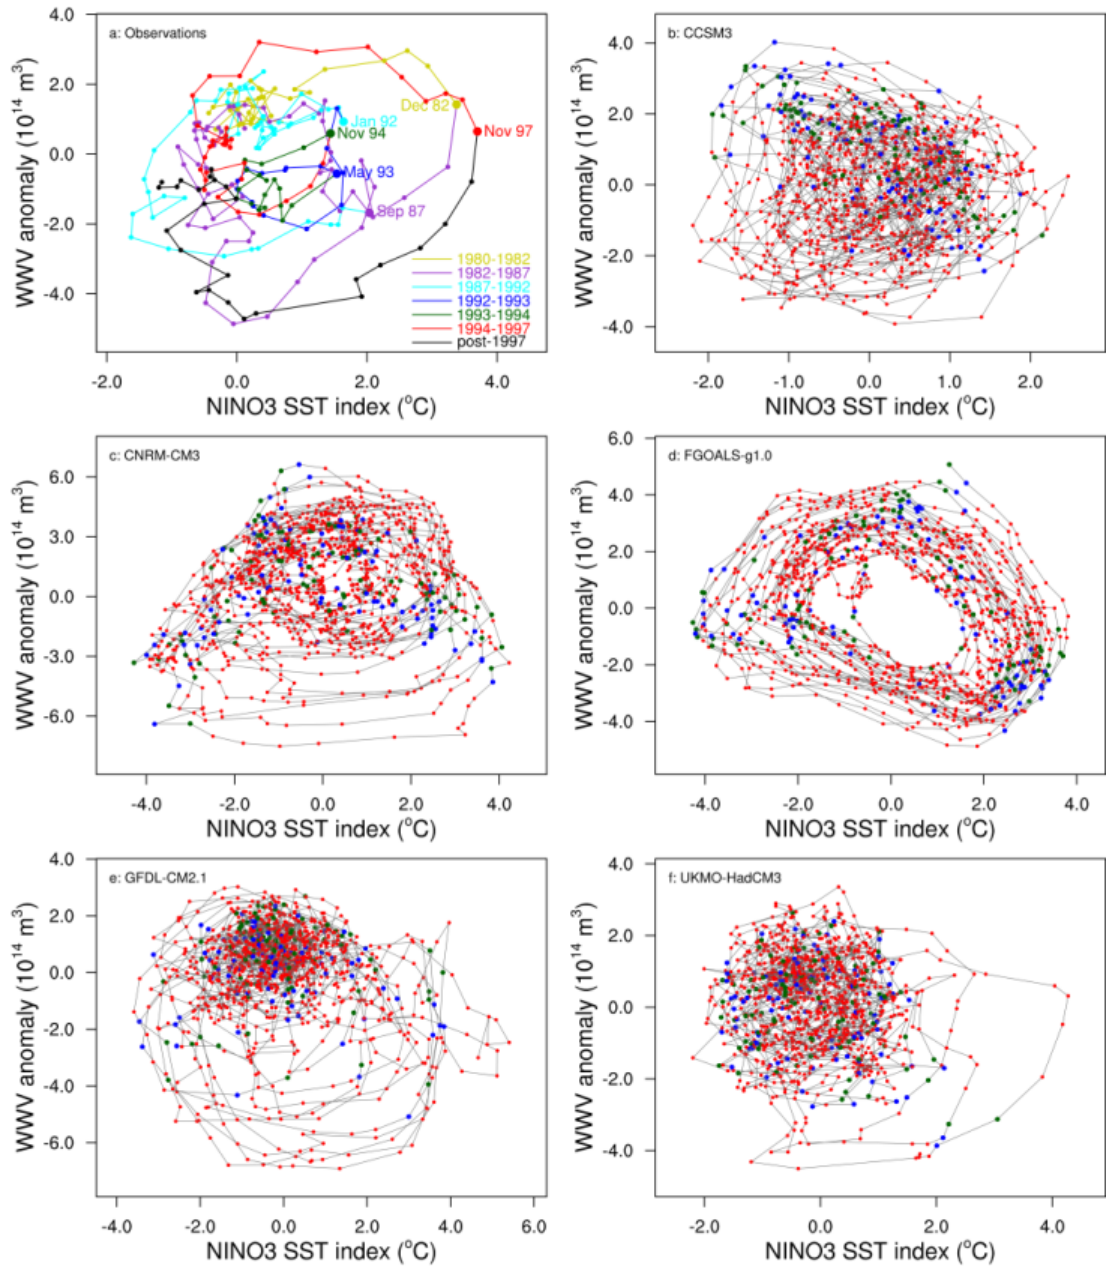 a: Observations
WWV anomaly (10¹⁴ m³)
4.0
2.0
0.0
-2.0
-4.0
Dec 82
Jan 92
Nov 94
Nov 97
May 93
Sep 87
1980-1982
1982-1987
1987-1992
1992-1993
1993-1994
1994-1997
post-1997
-2.0 0.0 2.0 4.0
NINO3 SST index (°C)
b: CCSM3
WWV anomaly (10¹⁴ m³)
4.0
2.0
0.0
-2.0
-4.0
-2.0 -1.0 0.0 1.0 2.0
NINO3 SST index (°C)
c: CNRM-CM3
WWV anomaly (10¹⁴ m³)
6.0
3.0
0.0
-3.0
-6.0
-4.0 -2.0 0.0 2.0 4.0
NINO3 SST index (°C)
d: FGOALS-g1.0
WWV anomaly (10¹⁴ m³)
6.0
4.0
2.0
0.0
-2.0
-4.0
-4.0 -2.0 0.0 2.0 4.0
NINO3 SST index (°C)
e: GFDL-CM2.1
WWV anomaly (10¹⁴ m³)
4.0
2.0
0.0
-2.0
-4.0
-6.0
-2.0 0.0 2.0 4.0 6.0
NINO3 SST index (°C)
f: UKMO-HadCM3
WWV anomaly (10¹⁴ m³)
4.0
2.0
0.0
-2.0
-4.0
-2.0 0.0 2.0 4.0
NINO3 SST index (°C)